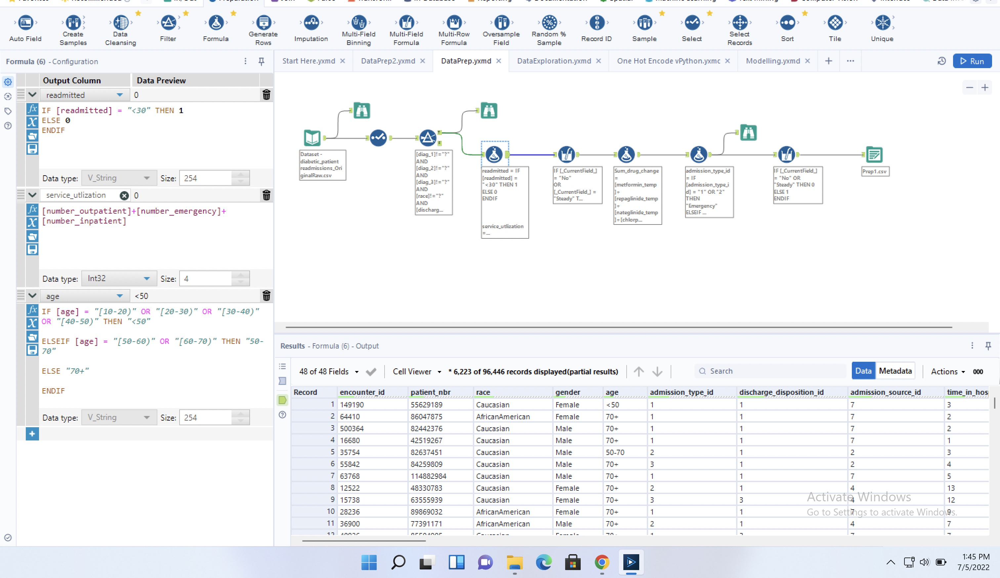 Auto Field
Create Samples
Data Cleansing
Filter
Formula
Generate Rows
Imputation
Multi-Field Binning
Multi-Field Formula
Multi-Row Formula
Oversample Field
Random % Sample
Record ID
Sample
Select
Select Records
Sort
Tile
Unique
Formula (6) - Configuration
Start Here.yxmd
DataPrep2.yxmd
DataPrep.yxmd
DataExploration.yxmd
One Hot Encode vPython.yxmc
Modelling.yxmd
Run
Output Column Data Preview
readmitted 0
IF [readmitted] = "<30" THEN 1
ELSE 0
ENDIF
Data type: V_String Size: 254
service_utlization 0
[number_outpatient]+[number_emergency]+
[number_inpatient]
Data type: Int32 Size: 4
age <50
IF [age] = "[10-20)" OR "[20-30)" OR "[30-40)"
OR "[40-50)" THEN "<50"
ELSEIF [age] = "[50-60)" OR "[60-70)" THEN "50-
70"
ELSE "70+"
ENDIF
Data type: V_String Size: 254
Dataset -
diabetic_patient
readmissions_Ori
ginalRaw.csv
T
F
[diag_1]!="?"
AND
[diag_2]!="?"
AND
[diag_3]!="?"
AND
[race]!="?"
AND
[discharg...
readmitted = IF
[readmitted] =
"<30" THEN 1
ELSE 0
ENDIF
service_utlization
=...
IF [_CurrentField_]
= "No"
OR
[_CurrentField_] =
"Steady" T...
Sum_drug_change
=
[metformin_temp
]+
[repaglinide_temp
]+
[nateglinide_temp
]+[chlorp...
admission_type_id
= IF
[admission_type_i
d] = "1" OR "2"
THEN
"Emergency"
ELSEIF ...
IF [_CurrentField_]
= "No" OR
"Steady" THEN 0
ELSE 1
ENDIF
Prep1.csv
Results - Formula (6) - Output
48 of 48 Fields Cell Viewer * 6,223 of 96,446 records displayed(partial results) Search Data Metadata Actions 000
Record encounter_id patient_nbr race gender age admission_type_id discharge_disposition_id admission_source_id time_in_hos
1 149190 55629189 Caucasian Female <50 1 1 7 3
2 64410 86047875 AfricanAmerican Female 70+ 1 1 7 2
3 500364 82442376 Caucasian Male 70+ 1 1 7 2
4 16680 42519267 Caucasian Male 70+ 1 1 7 1
5 35754 82637451 Caucasian Male 50-70 2 1 2 3
6 55842 84259809 Caucasian Male 70+ 3 1 2 4
7 63768 114882984 Caucasian Male 70+ 1 1 7 5
8 12522 48330783 Caucasian Female 70+ 2 1 4 13
9 15738 63555939 Caucasian Female 70+ 3 3 4 12
10 28236 89869032 AfricanAmerican Female 70+ 1 1 7 9
11 36900 77391171 AfricanAmerican Male 70+ 2 1 4 7
Activate Windows
Go to Settings to activate Windows.
1:45 PM
7/5/2022